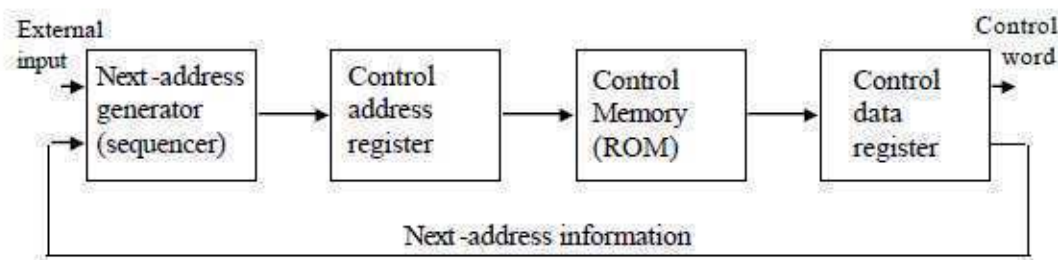 External
input
Next-address
generator
(sequencer)
Control
address
register
Control
Memory
(ROM)
Control
data
register
Control
word
Next-address information